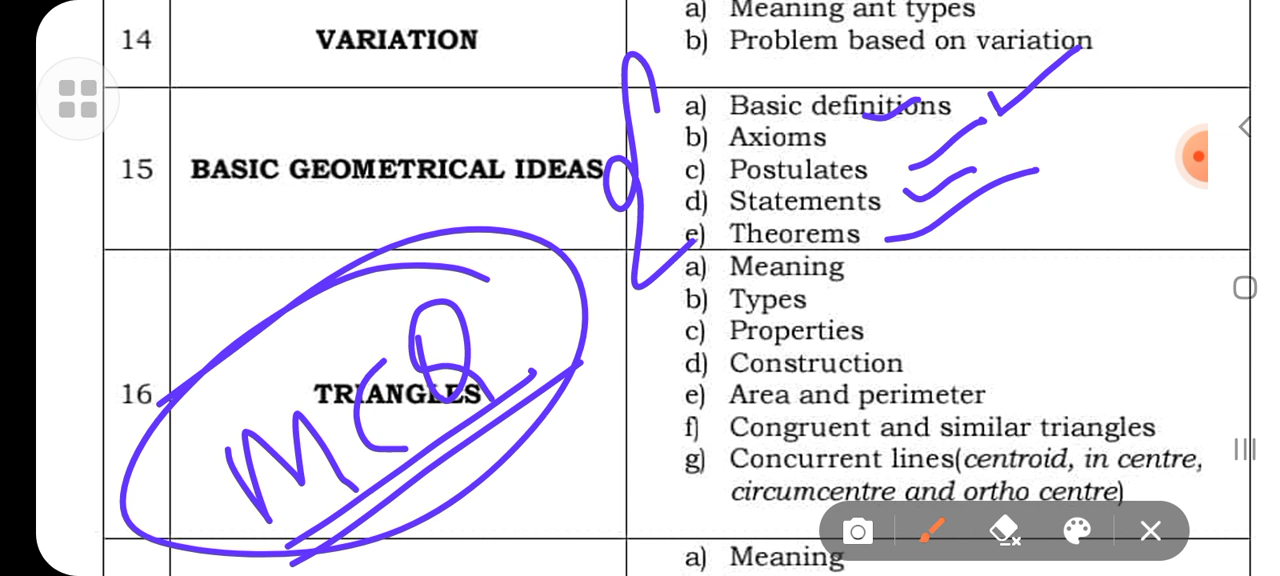 a) Meaning ant types
14 VARIATION
b) Problem based on variation
a) Basic definitions
b) Axioms
15 BASIC GEOMETRICAL IDEAS
c) Postulates
d) Statements
e) Theorems
a) Meaning
b) Types
c) Properties
d) Construction
16 TRIANGLES
e) Area and perimeter
f) Congruent and similar triangles
g) Concurrent lines(centroid, in centre,
circumcentre and ortho centre)
MCQ
a) Meaning